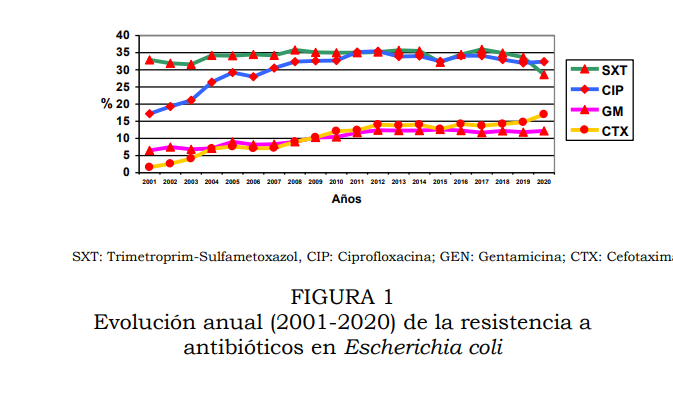 40
35
30
25
% 20
15
10
5
0
2001 2002 2003 2004 2005 2006 2007 2008 2009 2010 2011 2012 2013 2014 2015 2016 2017 2018 2019 2020
Años
SXT
CIP
GM
CTX
SXT: Trimetroprim-Sulfametoxazol, CIP: Ciprofloxacina; GEN: Gentamicina; CTX: Cefotaxima
FIGURA 1
Evolución anual (2001-2020) de la resistencia a
antibióticos en Escherichia coli